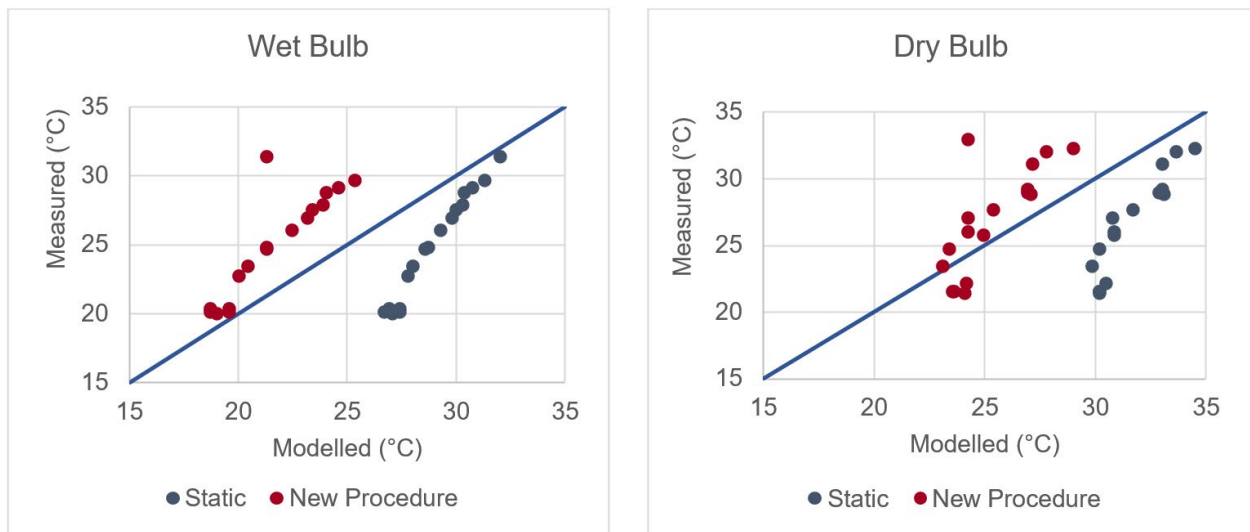 Wet Bulb
Measured (°C)
35
30
25
20
15
15 20 25 30 35
Modelled (°C)
Static New Procedure
Dry Bulb
Measured (°C)
35
30
25
20
15
15 20 25 30 35
Modelled (°C)
Static New Procedure